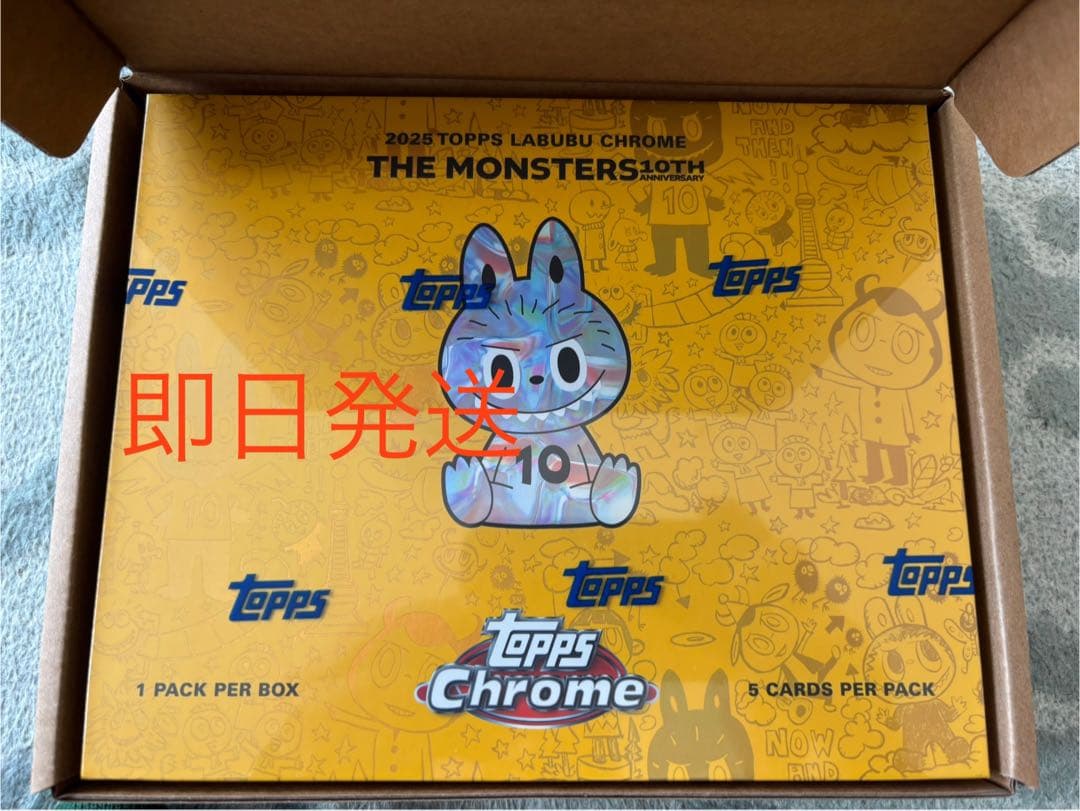 NOW
AND
THEN
!!
2025 TOPPS LABUBU CHROME
THE MONSTERS 10TH
ANNIVERSARY
10
TOPPS
TOPPS
TOPPS
即日発送
10
TOPPS
TOPPS
TOPPS
TOPPS
Chrome
1 PACK PER BOX
5 CARDS PER PACK
NOW
AND